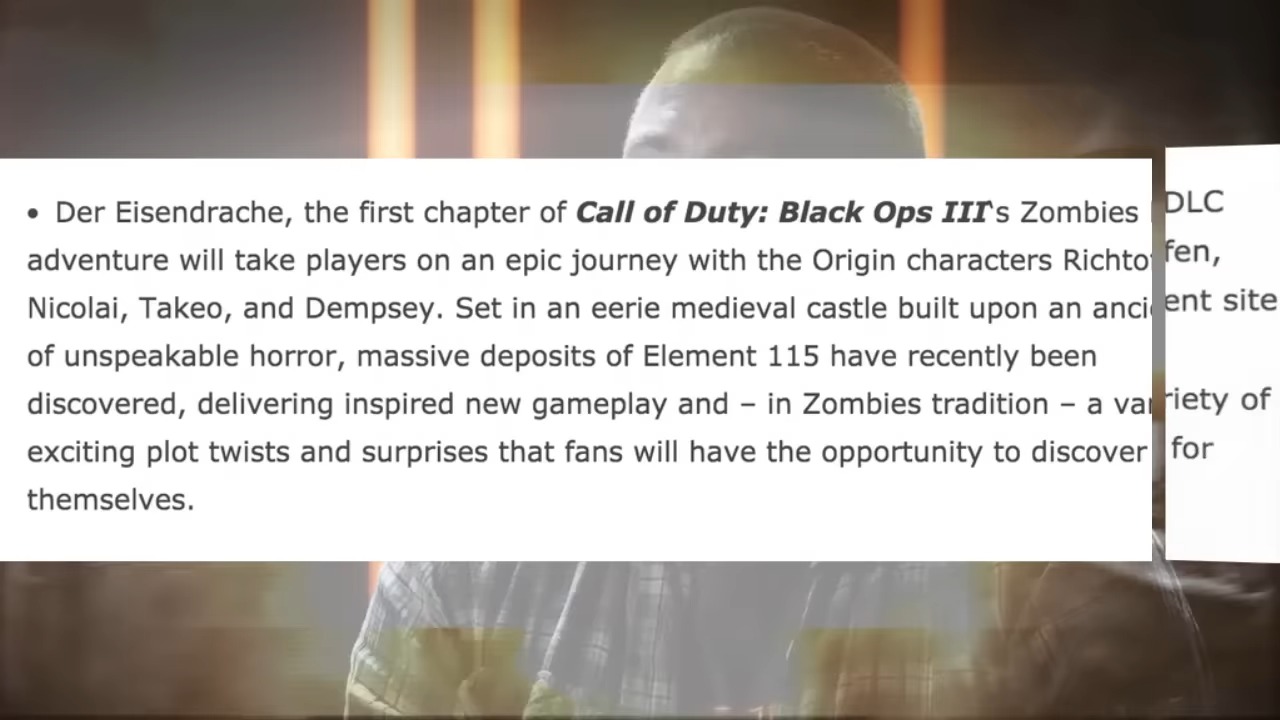 • Der Eisendrache, the first chapter of Call of Duty: Black Ops III's Zombies DLC
adventure will take players on an epic journey with the Origin characters Richtofen,
Nicolai, Takeo, and Dempsey. Set in an eerie medieval castle built upon an ancient site
of unspeakable horror, massive deposits of Element 115 have recently been
discovered, delivering inspired new gameplay and – in Zombies tradition – a variety of
exciting plot twists and surprises that fans will have the opportunity to discover for
themselves.